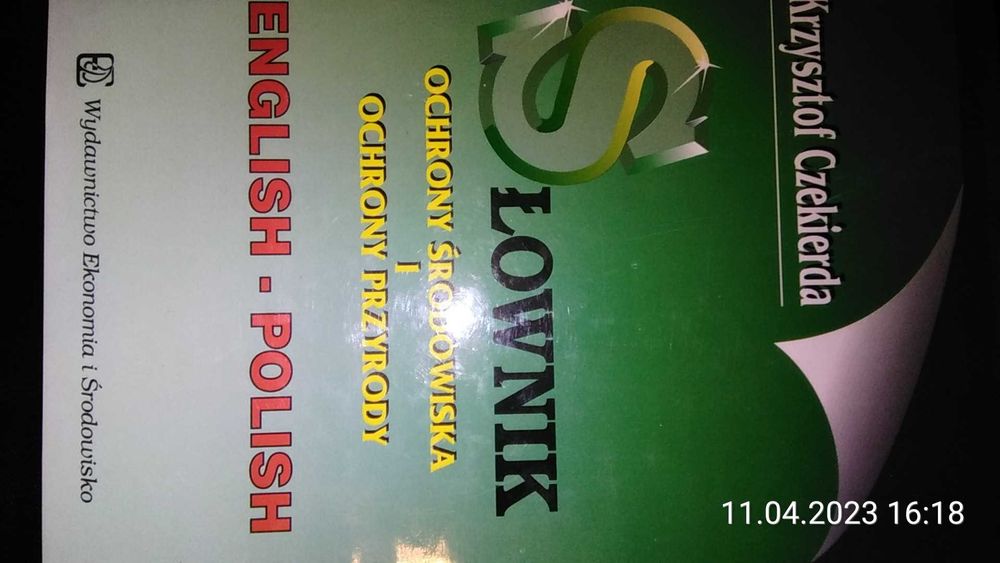 Krzysztof Czekierda
SŁOWNIK
OCHRONY ŚRODOWISKA
I
OCHRONY PRZYRODY
ENGLISH - POLISH
Wydawnictwo Ekonomia i Środowisko
11.04.2023 16:18